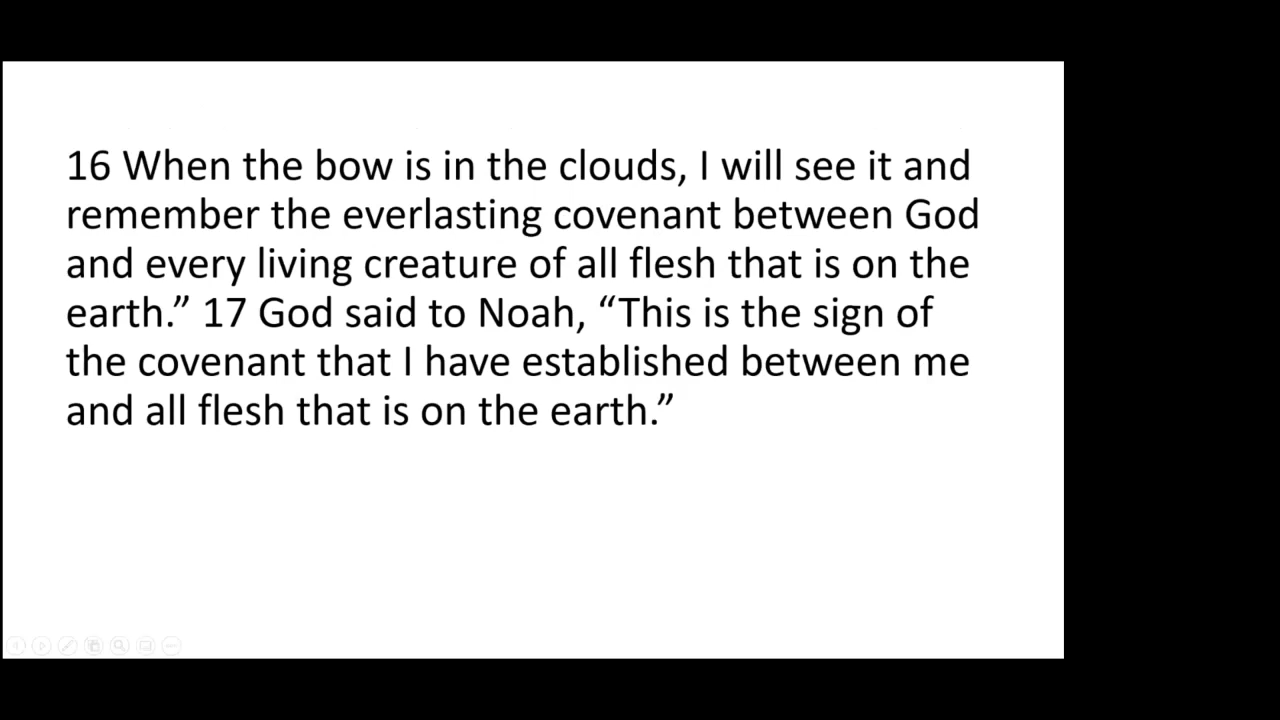 16 When the bow is in the clouds, I will see it and
remember the everlasting covenant between God
and every living creature of all flesh that is on the
earth.” 17 God said to Noah, “This is the sign of
the covenant that I have established between me
and all flesh that is on the earth.”